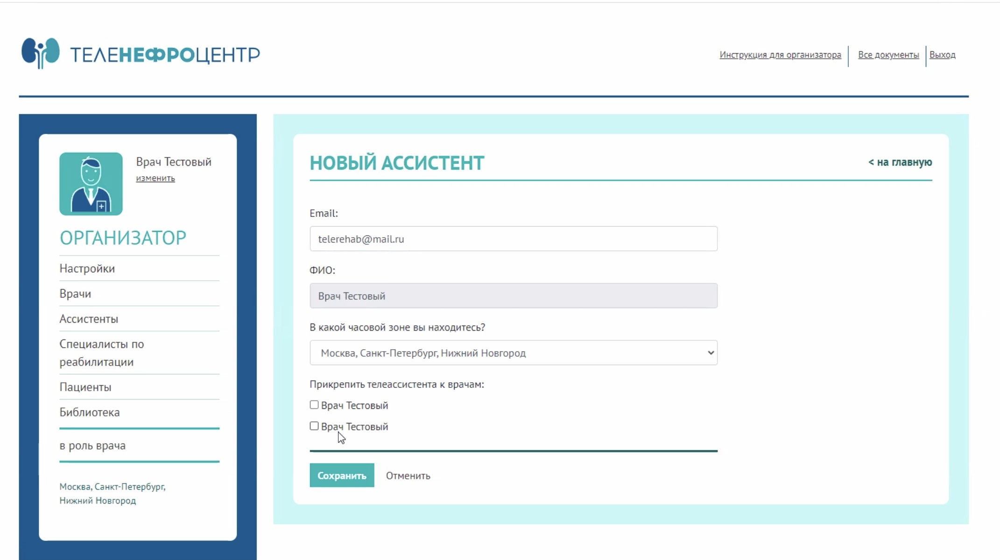 ТЕЛЕНЕФРОЦЕНТР
Инструкция для организатора
Все документы
Выход
Врач Тестовый
изменить
ОРГАНИЗАТОР
Настройки
Врачи
Ассистенты
Специалисты по
реабилитации
Пациенты
Библиотека
в роль врача
Москва, Санкт-Петербург,
Нижний Новгород
НОВЫЙ АССИСТЕНТ
< на главную
Email:
telerehab@mail.ru
ФИО:
Врач Тестовый
В какой часовой зоне вы находитесь?
Москва, Санкт-Петербург, Нижний Новгород
Прикрепить телеассистента к врачам:
Врач Тестовый
Врач Тестовый
Сохранить
Отменить